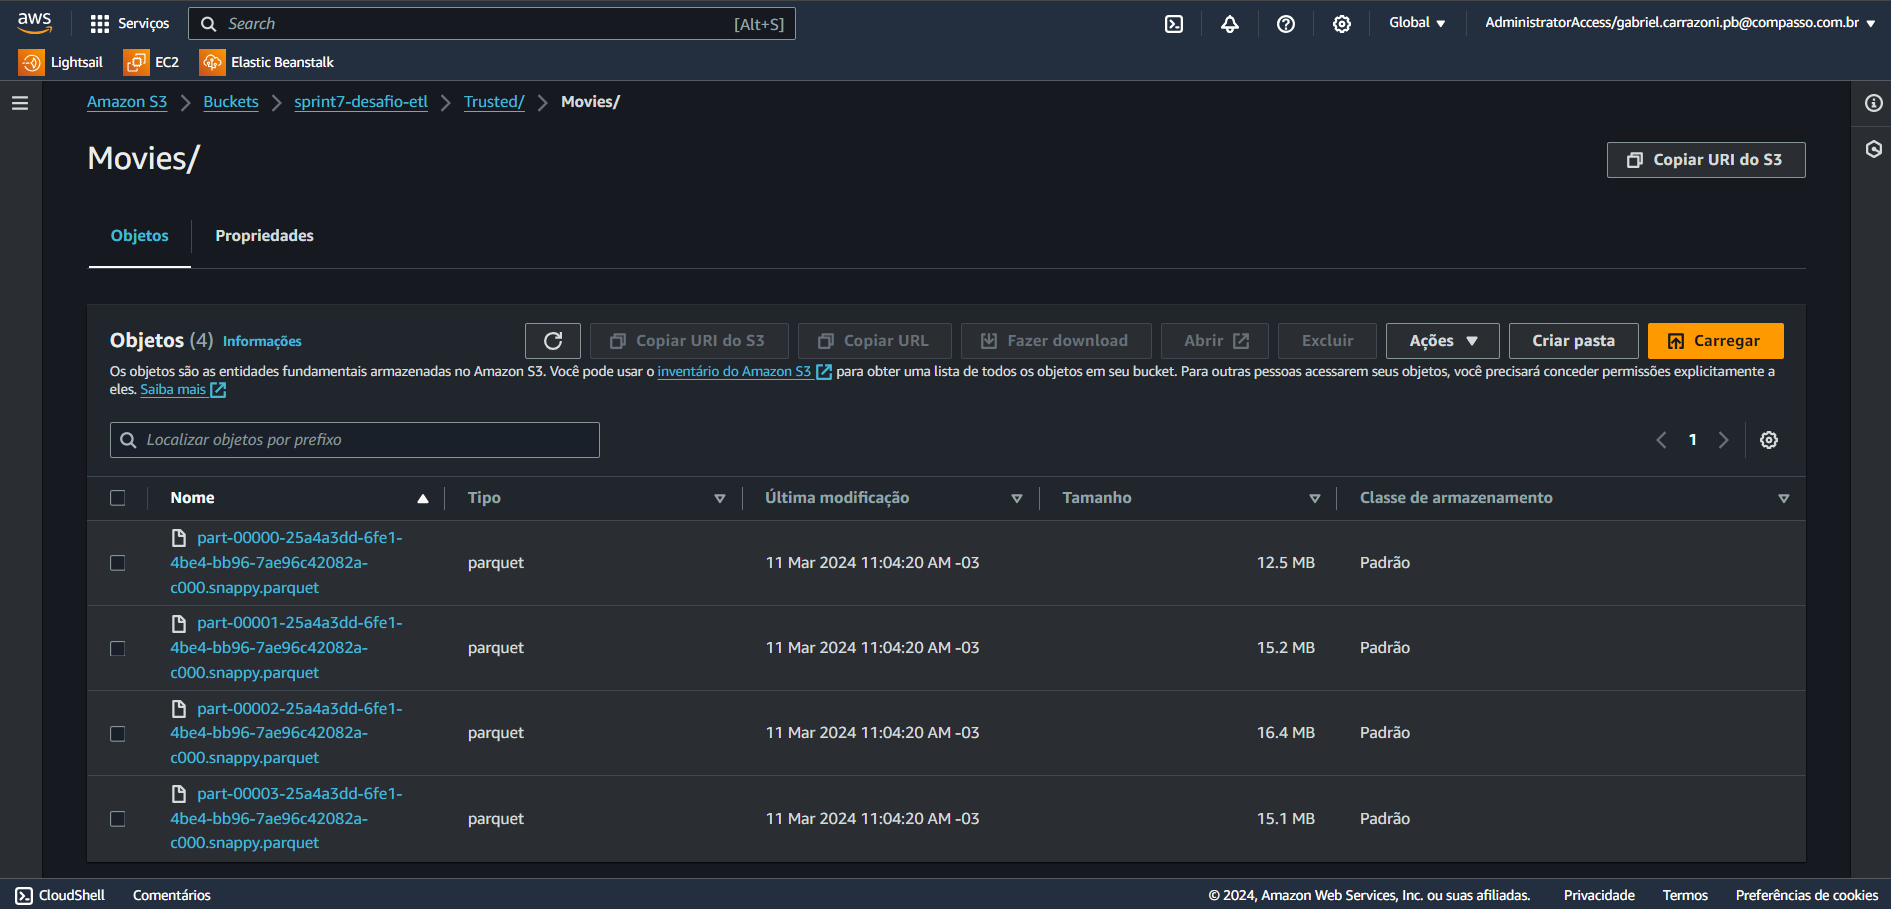 aws Serviços Search [Alt+S] Global AdministratorAccess/gabriel.carrazoni.pb@compasso.com.br
Lightsail EC2 Elastic Beanstalk
Amazon S3 Buckets sprint7-desafio-etl Trusted/ Movies/
Movies/
Copiar URI do S3
Objetos Propriedades
Objetos (4) Informações Copiar URI do S3 Copiar URL Fazer download Abrir Excluir Ações Criar pasta Carregar
Os objetos são as entidades fundamentais armazenadas no Amazon S3. Você pode usar o inventário do Amazon S3 para obter uma lista de todos os objetos em seu bucket. Para outras pessoas acessarem seus objetos, você precisará conceder permissões explicitamente a
eles. Saiba mais
Localizar objetos por prefixo
1
Nome Tipo Última modificação Tamanho Classe de armazenamento
part-00000-25a4a3dd-6fe1-
4be4-bb96-7ae96c42082a- parquet 11 Mar 2024 11:04:20 AM -03 12.5 MB Padrão
c000.snappy.parquet
part-00001-25a4a3dd-6fe1-
4be4-bb96-7ae96c42082a- parquet 11 Mar 2024 11:04:20 AM -03 15.2 MB Padrão
c000.snappy.parquet
part-00002-25a4a3dd-6fe1-
4be4-bb96-7ae96c42082a- parquet 11 Mar 2024 11:04:20 AM -03 16.4 MB Padrão
c000.snappy.parquet
part-00003-25a4a3dd-6fe1-
4be4-bb96-7ae96c42082a- parquet 11 Mar 2024 11:04:20 AM -03 15.1 MB Padrão
c000.snappy.parquet
CloudShell Comentários © 2024, Amazon Web Services, Inc. ou suas afiliadas. Privacidade Termos Preferências de cookies